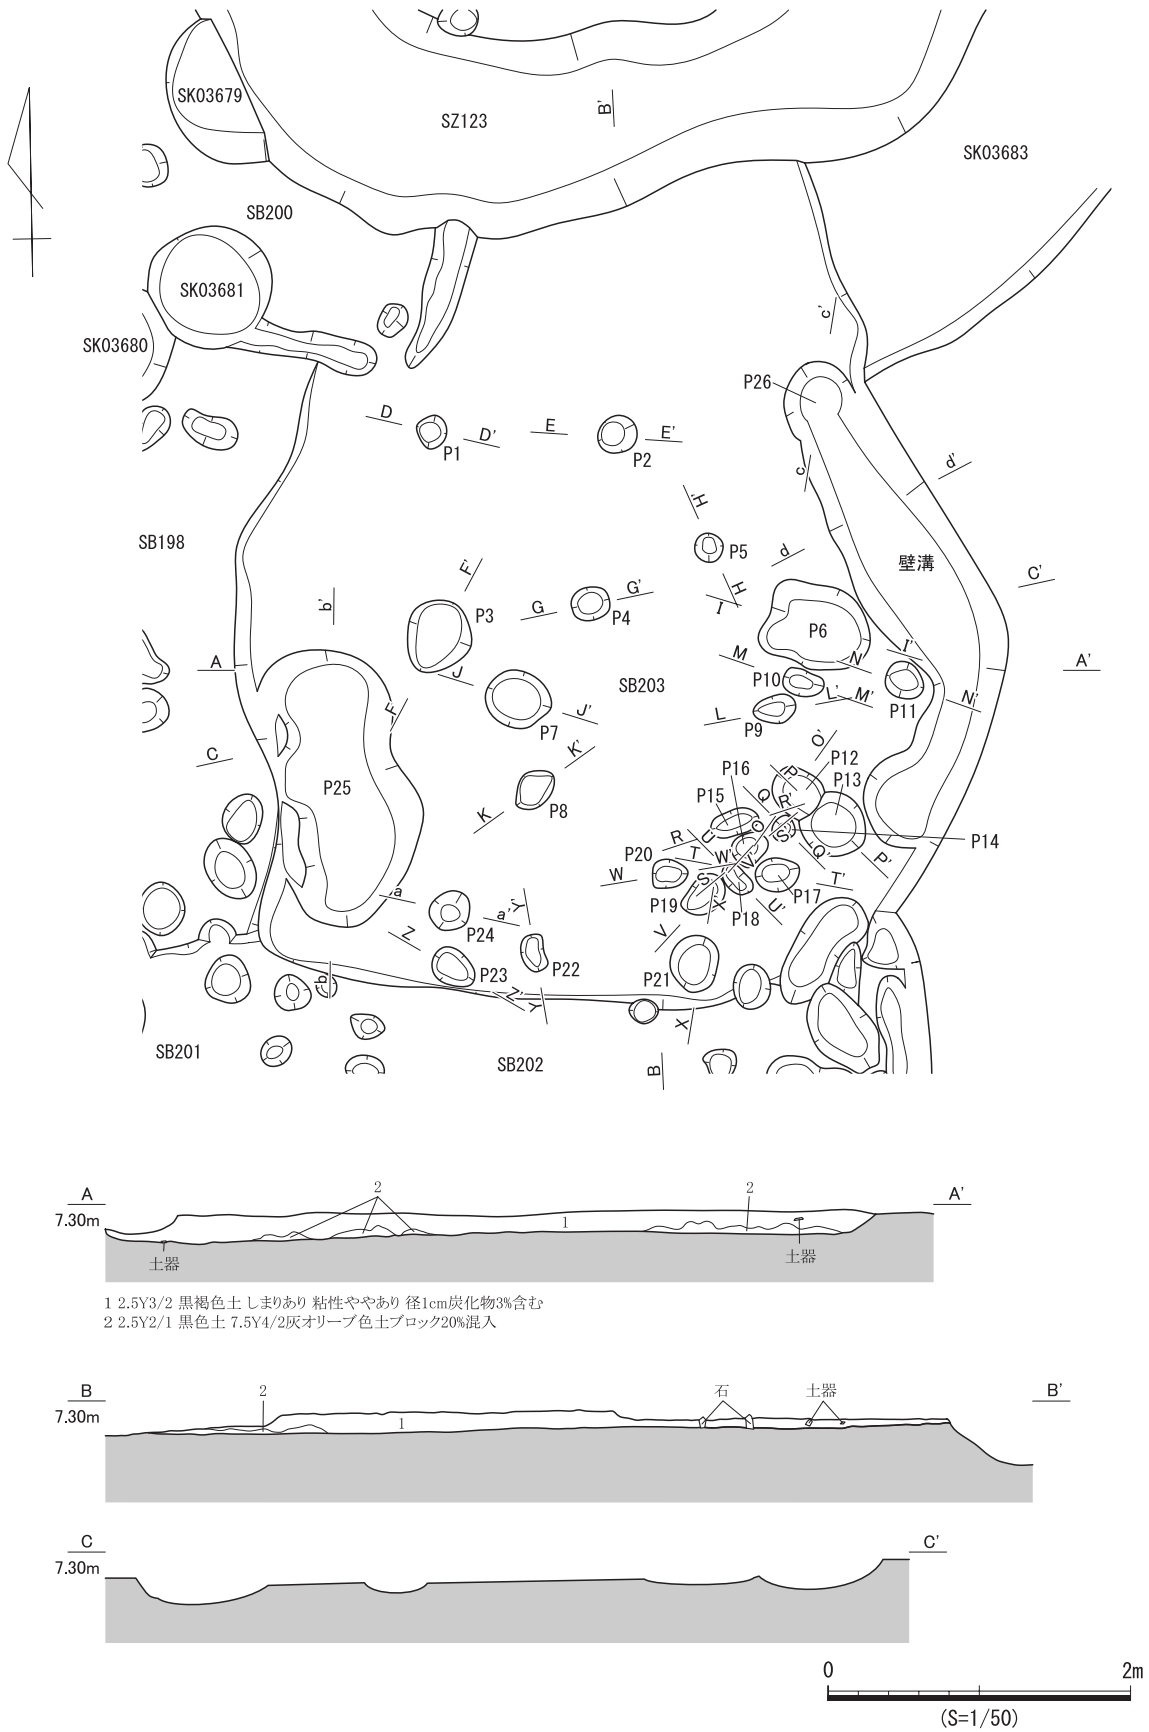 SK03679
SZ123
B'
SK03683
SB200
SK03681
SK03680
c'
P26
D
D'
P1
E
E'
P2
c
d'
H'
SB198
P5
d
壁溝
C'
F'
b'
H
I
P3
G
G'
P4
P6
A
J
M
N
I'
A'
SB203
P10
L'
M'
P11
N'
F
J'
P7
L
P9
C
K'
O'
P12
P16
P
P13
P25
P8
P15
Q
R'
K
U
O
S'
P14
R
Q'
P'
P20
T
W'
V'
W
S
P17
T'
a
P19
X'
P18
U'
a'
Y'
P24
Z
V
b
P23
P22
P21
Z'
Y
X
SB201
SB202
B
A
2
2
A'
7.30m
1
土器
土器
1 2.5Y3/2 黒褐色土 しまりあり 粘性ややあり 径1cm炭化物3%含む
2 2.5Y2/1 黒色土 7.5Y4/2灰オリーブ色土ブロック20%混入
B
2
石
土器
B'
7.30m
1
C
C'
7.30m
0
2m
(S=1/50)